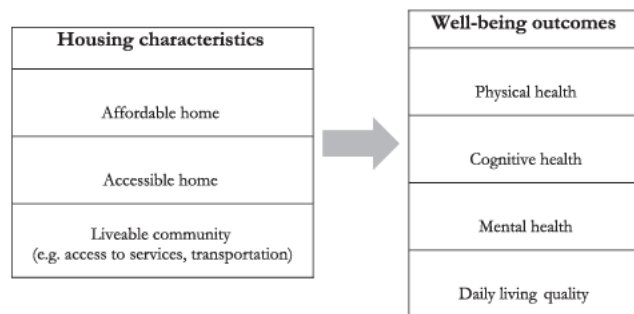 Housing characteristics
Affordable home
Accessible home
Liveable community
(e.g. access to services, transportation)
Well-being outcomes
Physical health
Cognitive health
Mental health
Daily living quality